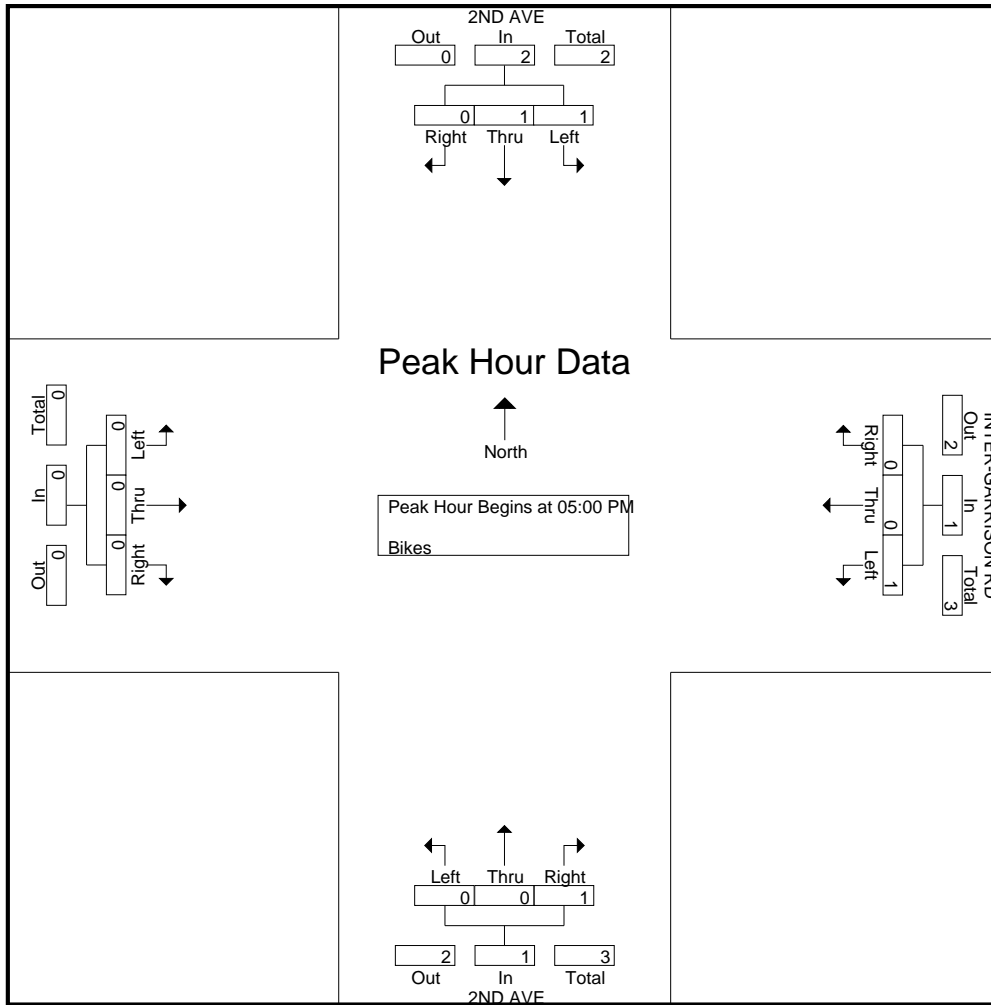 2ND AVE
Out In Total
0 2 2
0 1 1
Right Thru Left
Peak Hour Data
North
Peak Hour Begins at 05:00 PM
Bikes
Total In Out
0 0 0
0 0 0
Left Thru Right
Right Thru Left
0 0 1
Out In Total
2 1 3
INTER-GARRISON RD
Left Thru Right
0 0 1
2 1 3
Out In Total
2ND AVE